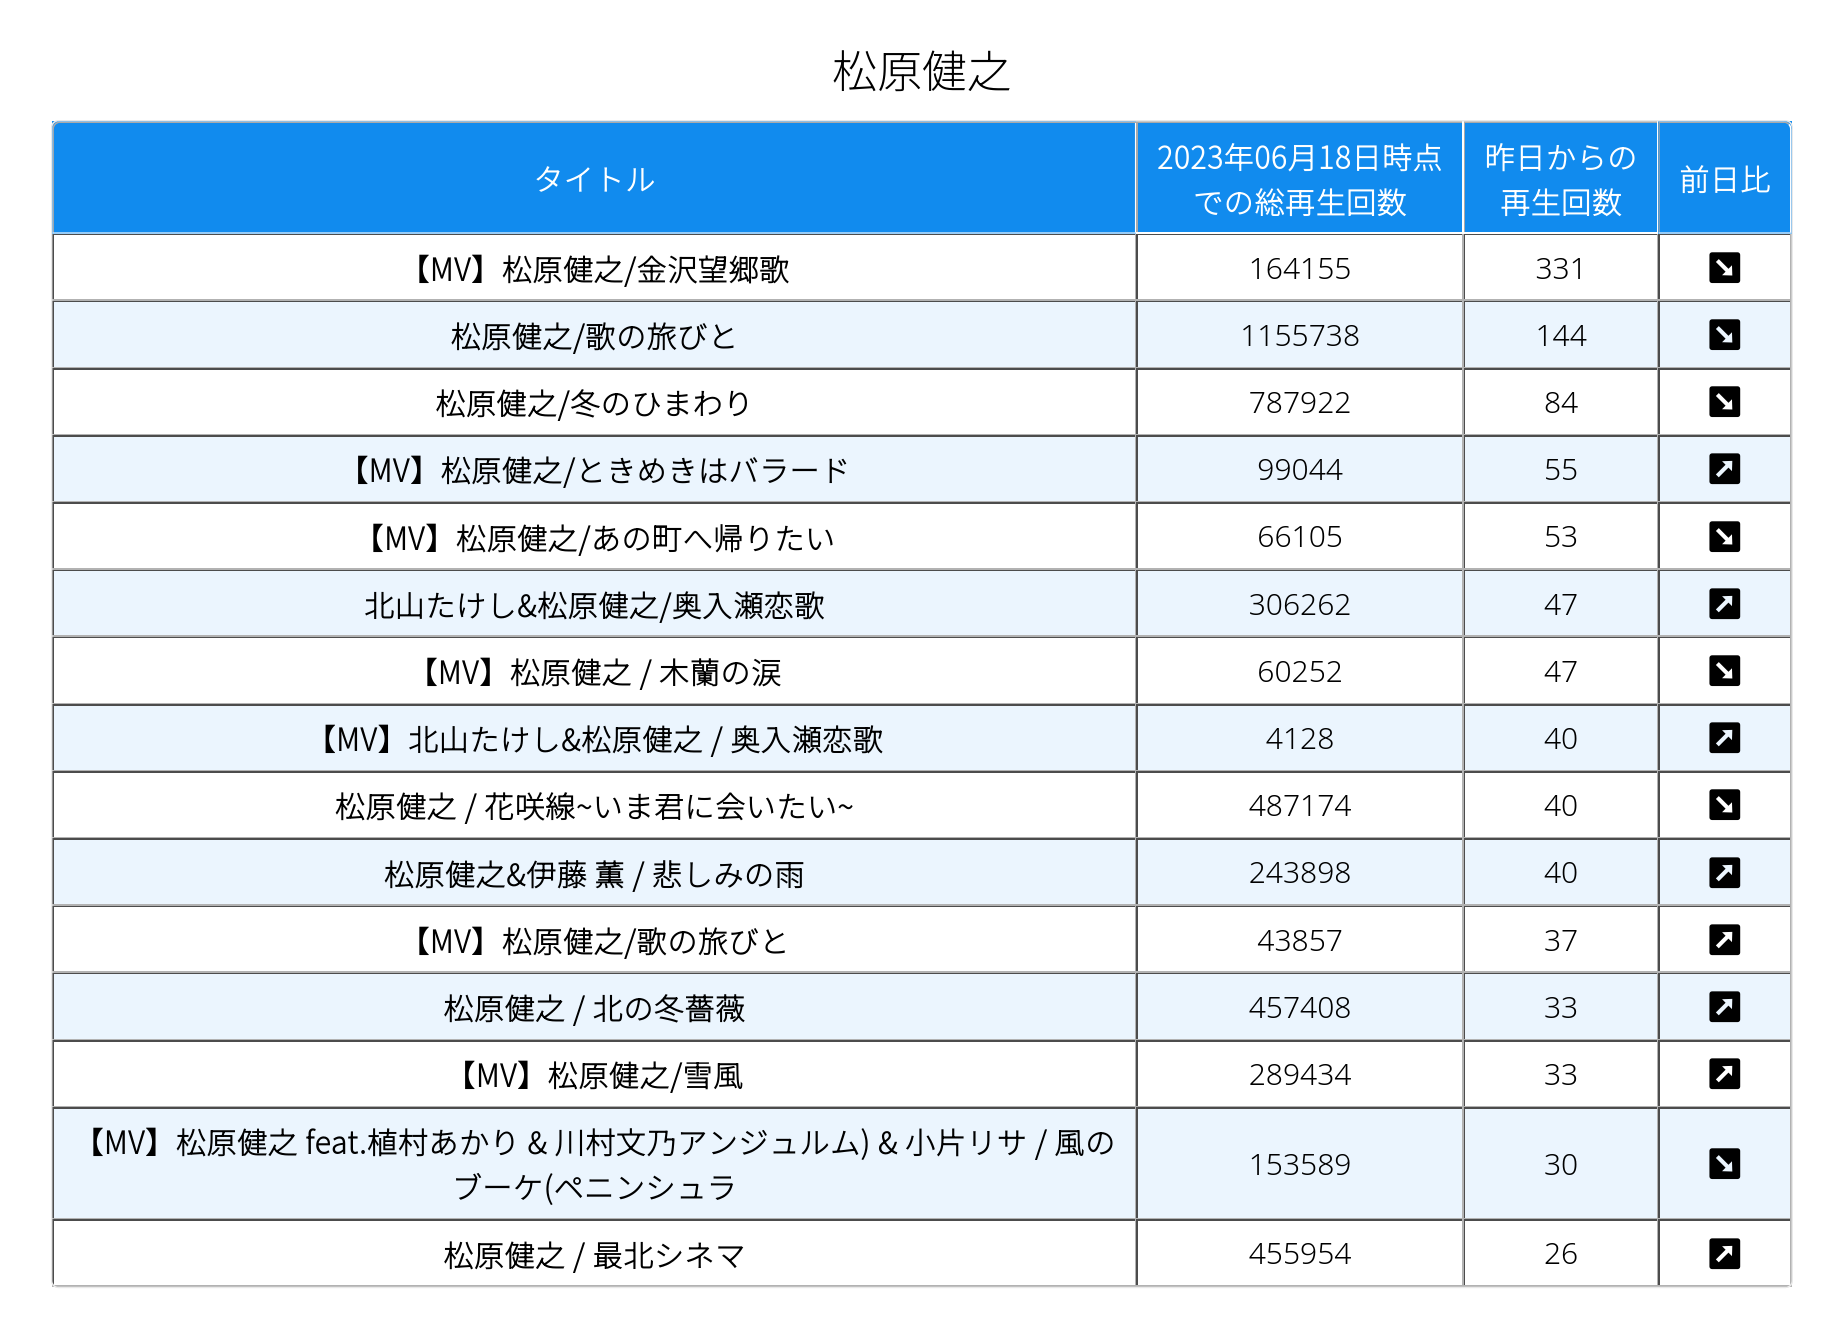 松原健之
タイトル
2023年06月18日時点
での総再生回数
昨日からの
再生回数
前日比
【MV】松原健之/金沢望郷歌 164155 331
松原健之/歌の旅びと 1155738 144
松原健之/冬のひまわり 787922 84
【MV】松原健之/ときめきはバラード 99044 55
【MV】松原健之/あの町へ帰りたい 66105 53
北山たけし&松原健之/奥入瀬恋歌 306262 47
【MV】松原健之 / 木蘭の涙 60252 47
【MV】北山たけし&松原健之 / 奥入瀬恋歌 4128 40
松原健之 / 花咲線~いま君に会いたい~ 487174 40
松原健之&伊藤 薫 / 悲しみの雨 243898 40
【MV】松原健之/歌の旅びと 43857 37
松原健之 / 北の冬薔薇 457408 33
【MV】松原健之/雪風 289434 33
【MV】松原健之 feat.植村あかり & 川村文乃アンジュルム) & 小片リサ / 風の
ブーケ(ペニンシュラ 153589 30
松原健之 / 最北シネマ 455954 26